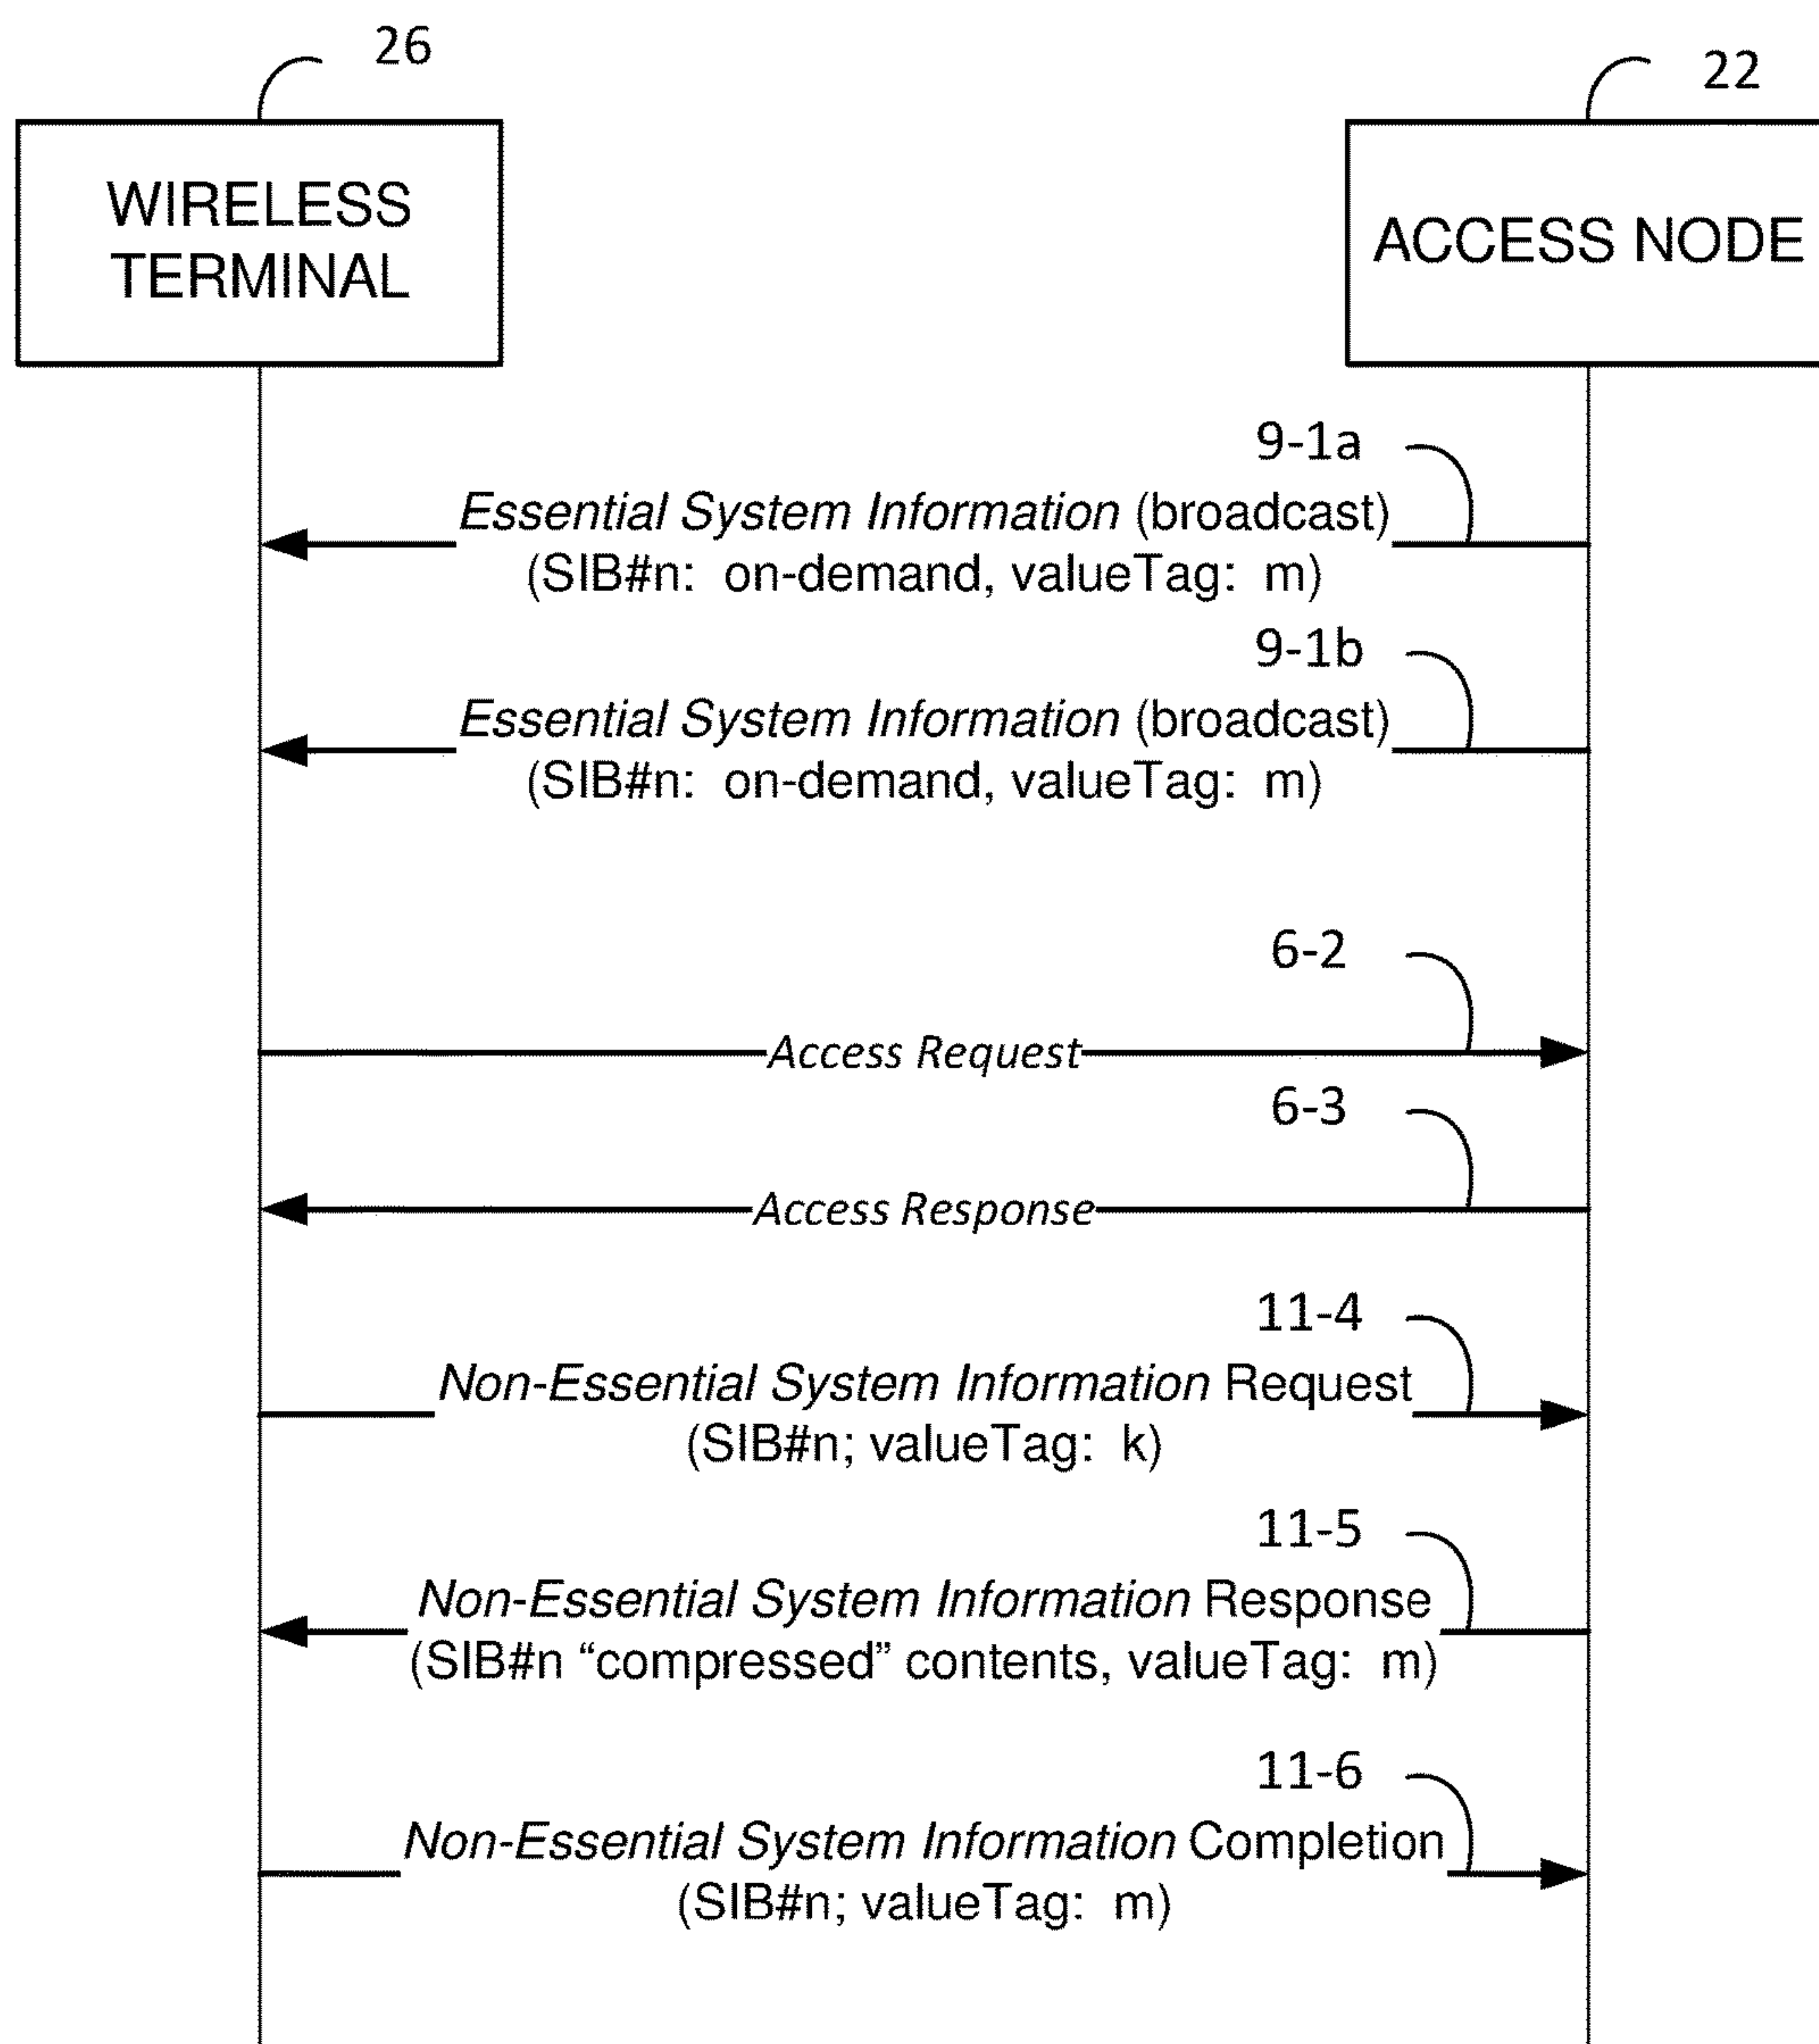 26
22
WIRELESS
TERMINAL
ACCESS NODE
9-1a
Essential System Information (broadcast)
(SIB#n: on-demand, valueTag: m)
9-1b
Essential System Information (broadcast)
(SIB#n: on-demand, valueTag: m)
6-2
Access Request
6-3
Access Response
11-4
Non-Essential System Information Request
(SIB#n; valueTag: k)
11-5
Non-Essential System Information Response
(SIB#n “compressed” contents, valueTag: m)
11-6
Non-Essential System Information Completion
(SIB#n; valueTag: m)